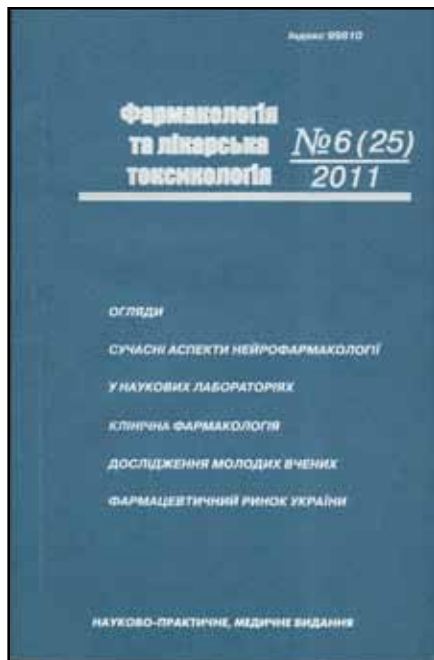 Індекс 99810
Фармакологія
та лікарська
токсикологія
№6(25)
2011
ОГЛЯДИ
СУЧАСНІ АСПЕКТИ НЕЙРОФАРМАКОЛОГІЇ
У НАУКОВИХ ЛАБОРАТОРІЯХ
КЛІНІЧНА ФАРМАКОЛОГІЯ
ДОСЛІДЖЕННЯ МОЛОДИХ ВЧЕНИХ
ФАРМАЦЕВТИЧНИЙ РИНОК УКРАЇНИ
НАУКОВО-ПРАКТИЧНЕ, МЕДИЧНЕ ВИДАННЯ